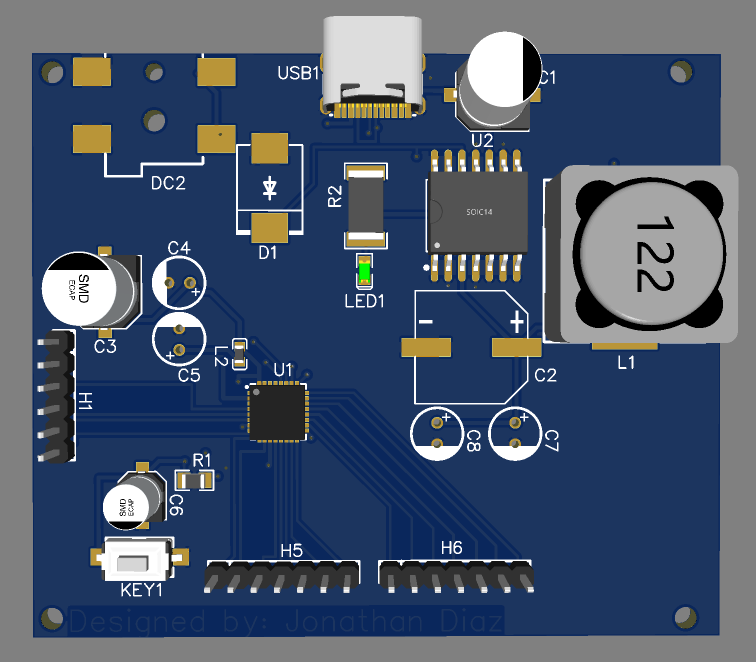 USB1
C1
U2
DC2
R2
SOIC14
D1
122
C4
LED1
SMD
ECAP
C3
C5
L2
L1
C2
U1
H1
C8
C7
R1
SMD
ECAP
C6
H5
H6
KEY1
Designed by: Jonathan Diaz